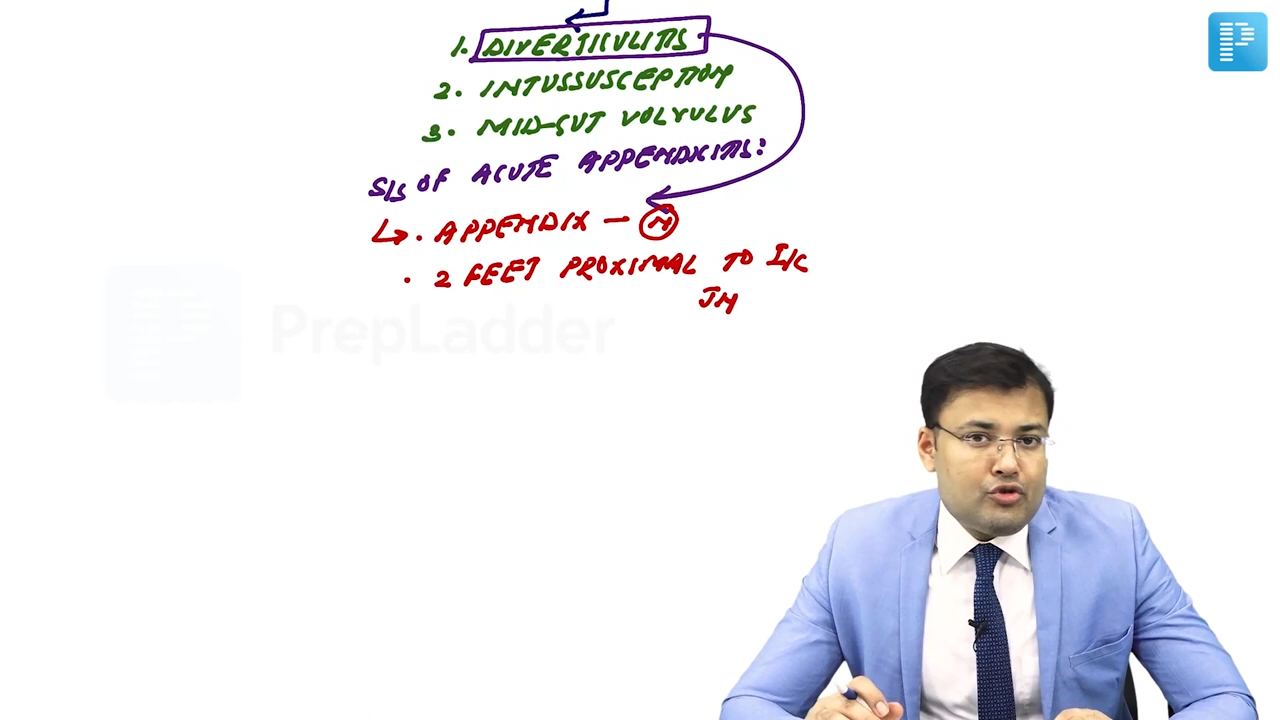 1. DIVERTICULITIS
2. INTUSSUSCEPTION
3. MID-GUT VOLVULUS
S/S OF ACUTE APPENDICITIS:
↳ . APPENDIX - N
. 2 FEET PROXIMAL TO I/C
JN
PrepLadder